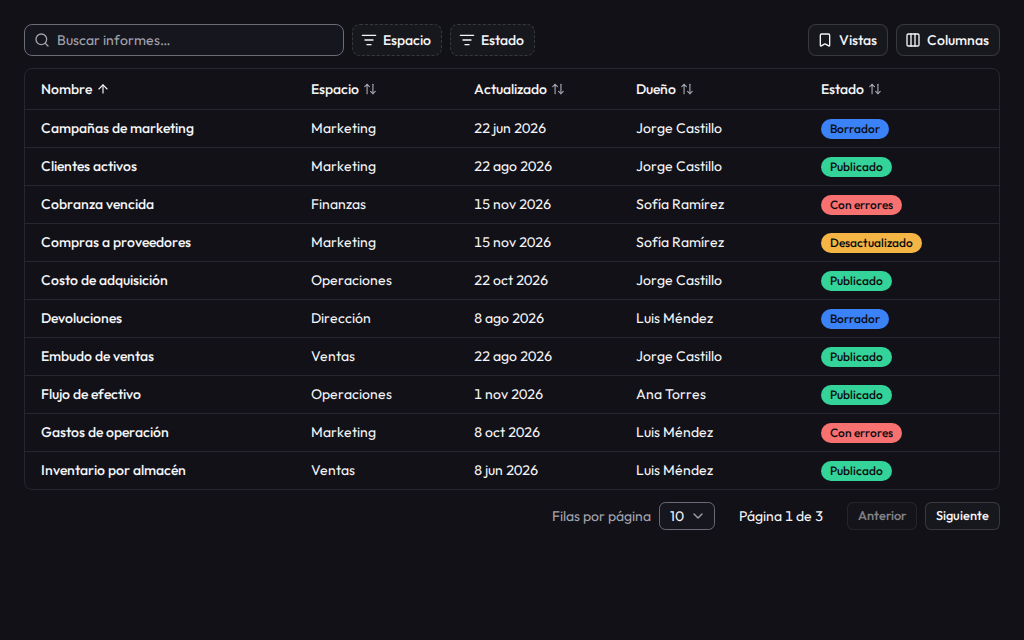 Buscar informes... Espacio Estado Vistas Columnas
Nombre Espacio Actualizado Dueño Estado
Campañas de marketing Marketing 22 jun 2026 Jorge Castillo Borrador
Clientes activos Marketing 22 ago 2026 Jorge Castillo Publicado
Cobranza vencida Finanzas 15 nov 2026 Sofía Ramírez Con errores
Compras a proveedores Marketing 15 nov 2026 Sofía Ramírez Desactualizado
Costo de adquisición Operaciones 22 oct 2026 Jorge Castillo Publicado
Devoluciones Dirección 8 ago 2026 Luis Méndez Borrador
Embudo de ventas Ventas 22 ago 2026 Jorge Castillo Publicado
Flujo de efectivo Operaciones 1 nov 2026 Ana Torres Publicado
Gastos de operación Marketing 8 oct 2026 Luis Méndez Con errores
Inventario por almacén Ventas 8 jun 2026 Luis Méndez Publicado
Filas por página 10 Página 1 de 3 Anterior Siguiente